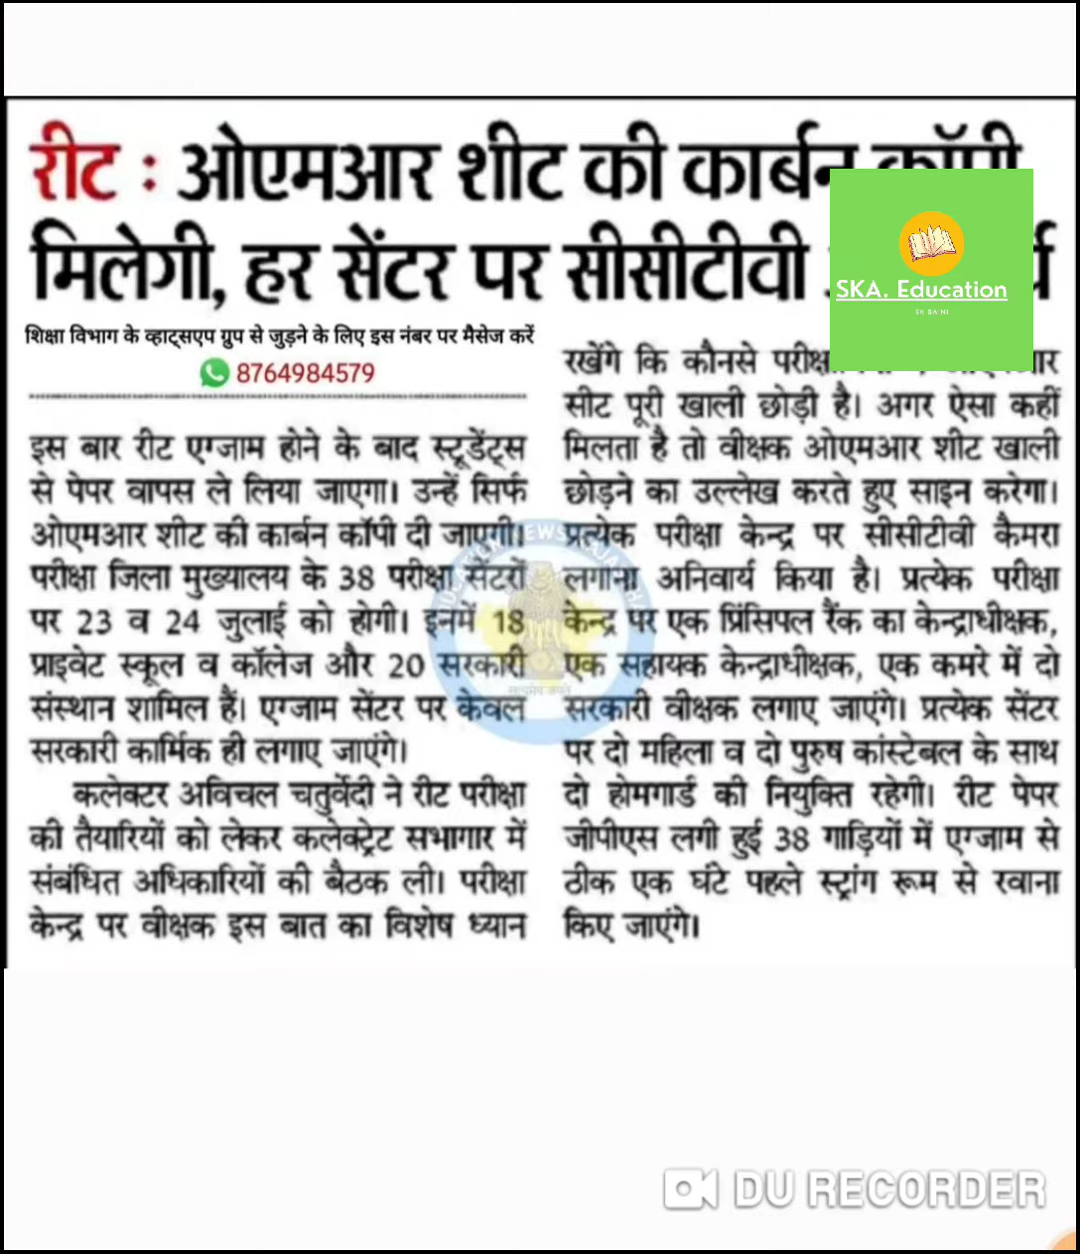 रीट : ओएमआर शीट की कार्बन कॉपी
मिलेगी, हर सेंटर पर सीसीटीवी
SKA. Education
शिक्षा विभाग के व्हाट्सएप ग्रुप से जुड़ने के लिए इस नंबर पर मैसेज करें
8764984579
इस बार रीट एग्जाम होने के बाद स्टूडेंट्स
से पेपर वापस ले लिया जाएगा। उन्हें सिर्फ
ओएमआर शीट की कार्बन कॉपी दी जाएगी।
परीक्षा जिला मुख्यालय के 38 परीक्षा सेंटरों
पर 23 व 24 जुलाई को होगी। इनमें 18
प्राइवेट स्कूल व कॉलेज और 20 सरकारी
संस्थान शामिल हैं। एग्जाम सेंटर पर केवल
सरकारी कार्मिक ही लगाए जाएंगे।
कलेक्टर अविचल चतुर्वेदी ने रीट परीक्षा
की तैयारियों को लेकर कलेक्ट्रेट सभागार में
संबंधित अधिकारियों की बैठक ली। परीक्षा
केन्द्र पर वीक्षक इस बात का विशेष ध्यान
रखेंगे कि कौनसे
सीट पूरी खाली छोड़ी है। अगर ऐसा कहीं
मिलता है तो वीक्षक ओएमआर शीट खाली
छोड़ने का उल्लेख करते हुए साइन करेगा।
प्रत्येक परीक्षा केन्द्र पर सीसीटीवी कैमरा
लगाना अनिवार्य किया है। प्रत्येक परीक्षा
केन्द्र पर एक प्रिंसिपल रैंक का केन्द्राधीक्षक,
एक सहायक केन्द्राधीक्षक, एक कमरे में दो
सरकारी वीक्षक लगाए जाएंगे। प्रत्येक सेंटर
पर दो महिला व दो पुरुष कांस्टेबल के साथ
दो होमगार्ड की नियुक्ति रहेगी। रीट पेपर
जीपीएस लगी हुई 38 गाड़ियों में एग्जाम से
ठीक एक घंटे पहले स्ट्रांग रूम से रवाना
किए जाएंगे।
DU RECORDER